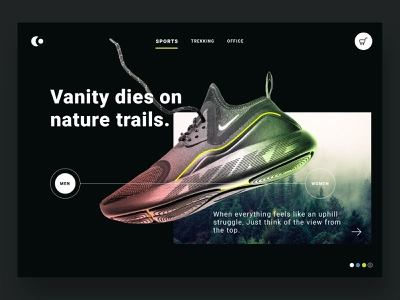 SPORTS TREKKING OFFICE
Vanity dies on
nature trails.
MEN
WOMEN
When everything feels like an uphill
struggle, Just think of the view from
the top.